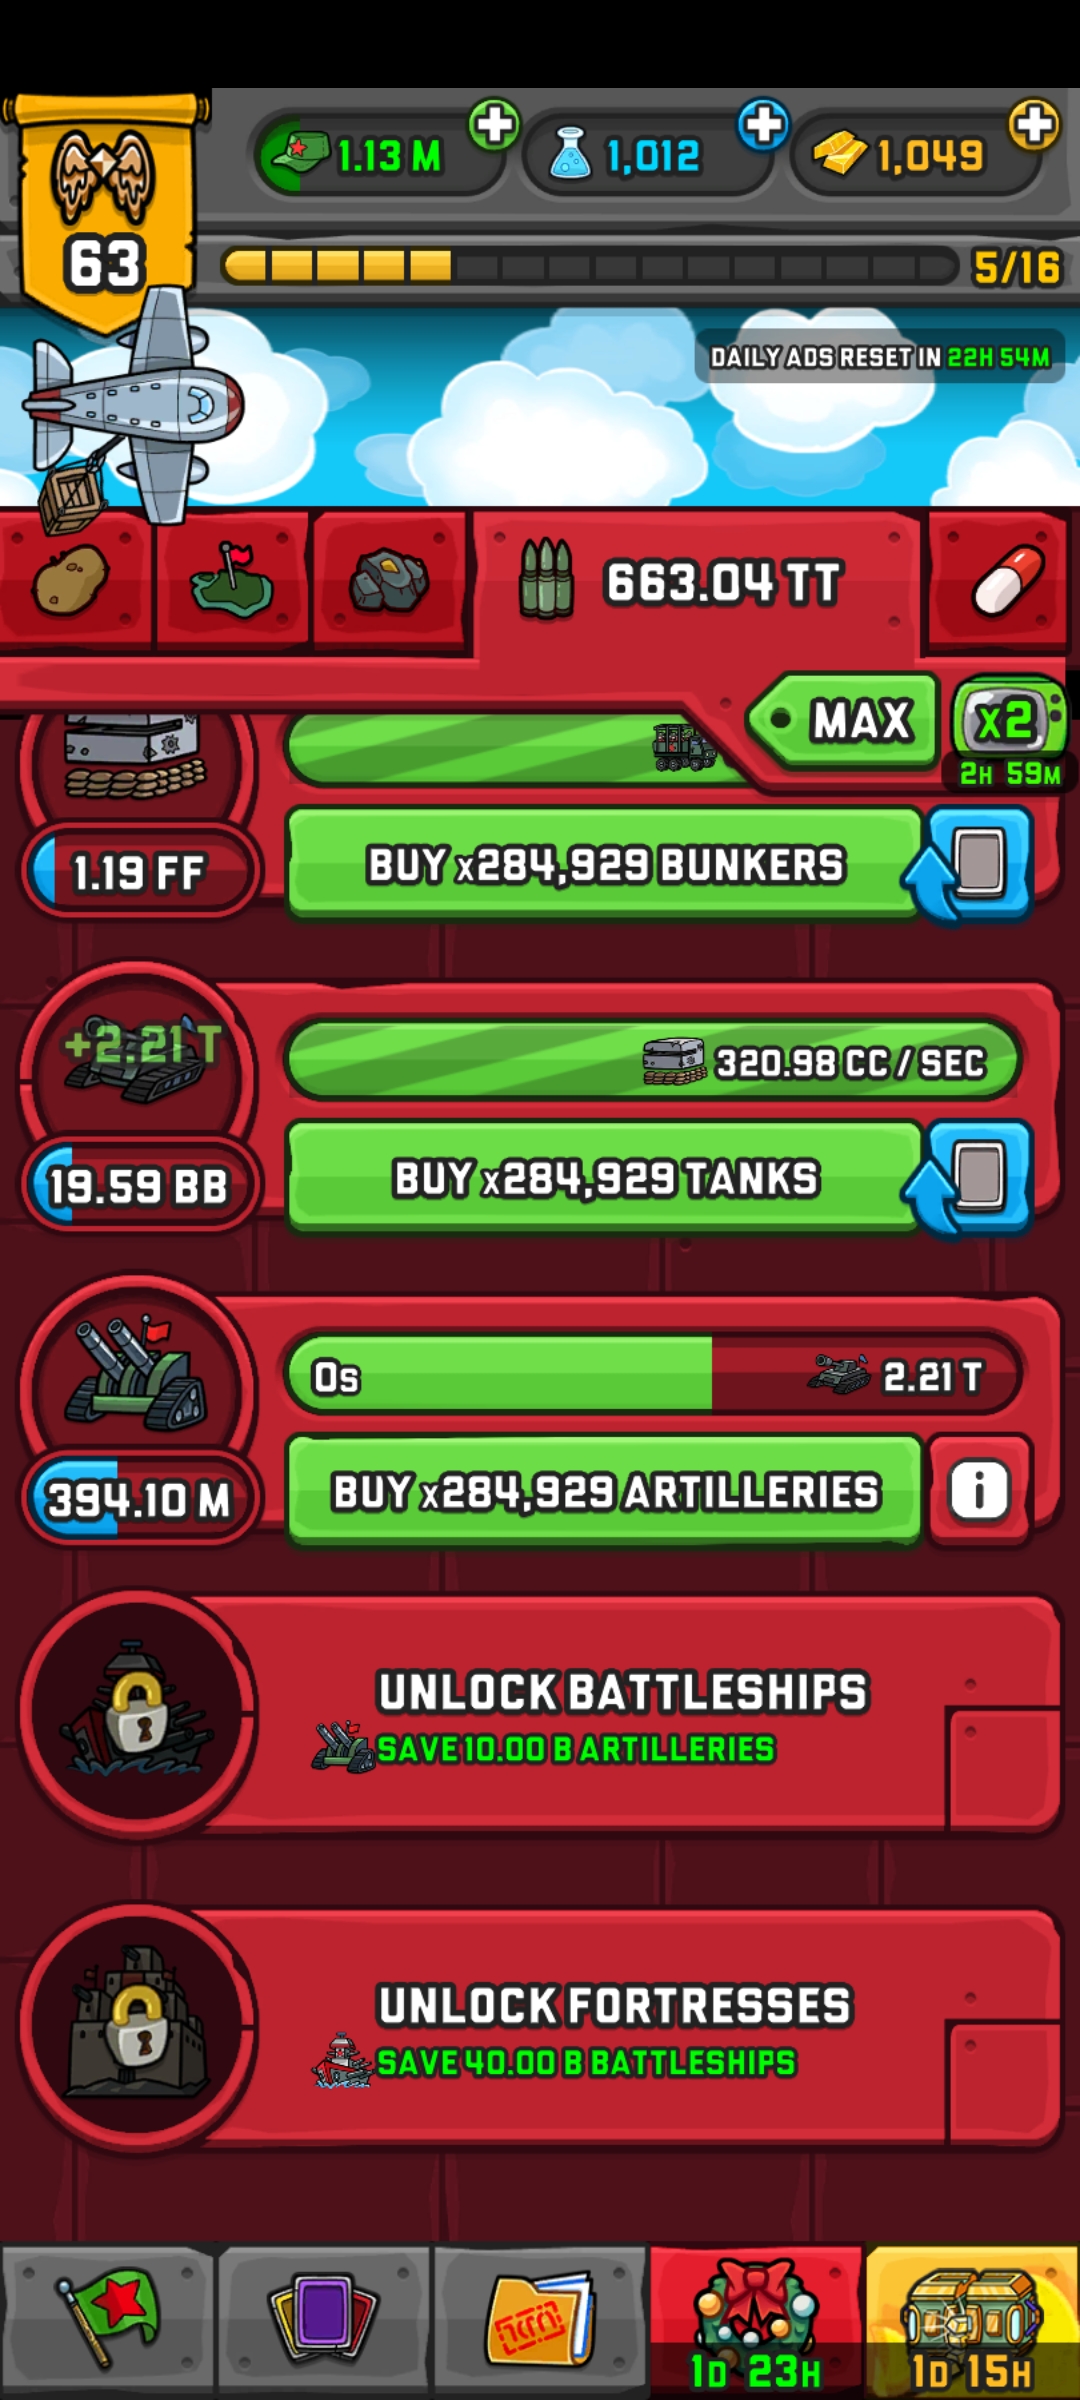 1.13 M
1,012
1,049
63
5/16
DAILY ADS RESET IN 22H 54M
663.04 TT
MAX
x2
2H 59M
1.19 FF
BUY x284,929 BUNKERS
+2.21 T
320.98 CC / SEC
19.59 BB
BUY x284,929 TANKS
0s
2.21 T
394.10 M
BUY x284,929 ARTILLERIES
i
UNLOCK BATTLESHIPS
SAVE 10.00 B ARTILLERIES
UNLOCK FORTRESSES
SAVE 40.00 B BATTLESHIPS
1D 23H
1D 15H